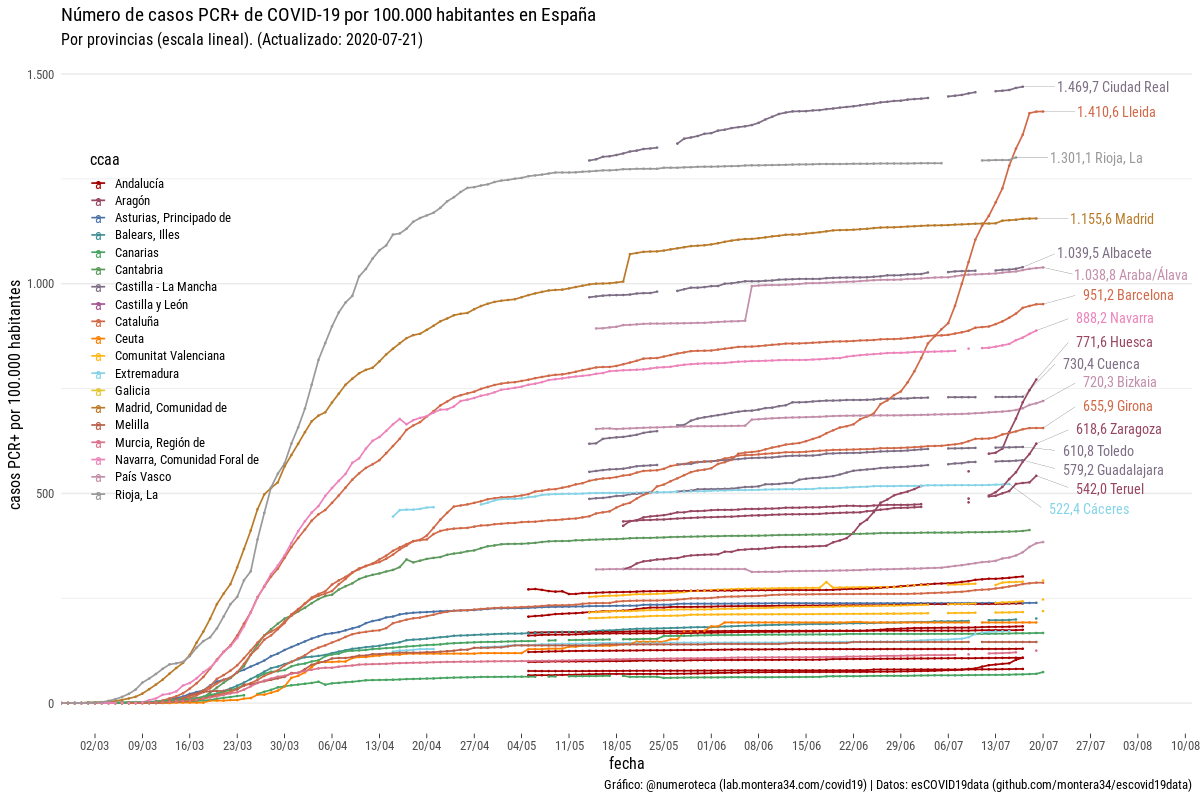 Número de casos PCR+ de COVID-19 por 100.000 habitantes en España
Por provincias (escala lineal). (Actualizado: 2020-07-21)
casos PCR+ por 100.000 habitantes
1.500
1.000
500
0
ccaa
a Andalucía
a Aragón
a Asturias, Principado de
a Balears, Illes
a Canarias
a Cantabria
a Castilla - La Mancha
a Castilla y León
a Cataluña
a Ceuta
a Comunitat Valenciana
a Extremadura
a Galicia
a Madrid, Comunidad de
a Melilla
a Murcia, Región de
a Navarra, Comunidad Foral de
a País Vasco
a Rioja, La
1.469,7 Ciudad Real
1.410,6 Lleida
1.301,1 Rioja, La
1.155,6 Madrid
1.039,5 Albacete
1.038,8 Araba/Álava
951,2 Barcelona
888,2 Navarra
771,6 Huesca
730,4 Cuenca
720,3 Bizkaia
655,9 Girona
618,6 Zaragoza
610,8 Toledo
579,2 Guadalajara
542,0 Teruel
522,4 Cáceres
02/03 09/03 16/03 23/03 30/03 06/04 13/04 20/04 27/04 04/05 11/05 18/05 25/05 01/06 08/06 15/06 22/06 29/06 06/07 13/07 20/07 27/07 03/08 10/08
fecha
Gráfico: @numeroteca (lab.montera34.com/covid19) | Datos: esCOVID19data (github.com/montera34/escovid19data)